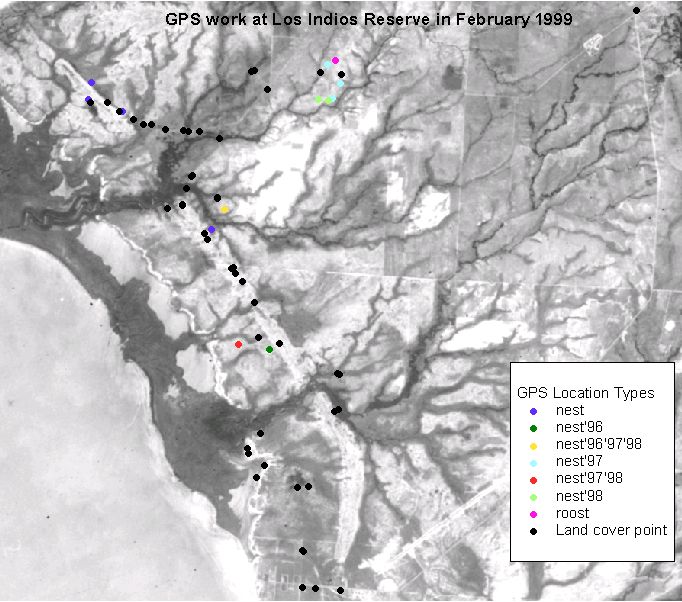 GPS work at Los Indios Reserve in February 1999
GPS Location Types
nest
nest'96
nest'96'97'98
nest'97
nest'97'98
nest'98
roost
Land cover point